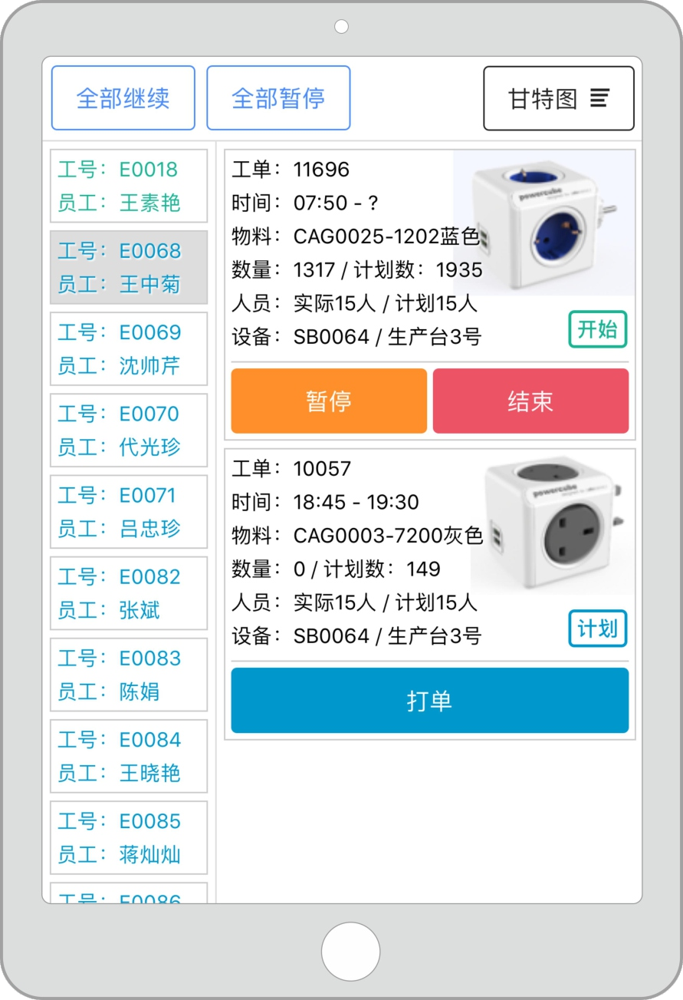 全部继续
全部暂停
甘特图
工号：E0018
员工：王素艳
工号：E0068
员工：王中菊
工号：E0069
员工：沈帅芹
工号：E0070
员工：代光珍
工号：E0071
员工：吕忠珍
工号：E0082
员工：张斌
工号：E0083
员工：陈娟
工号：E0084
员工：王晓艳
工号：E0085
员工：蒋灿灿
工号：E0086
工单：11696
时间：07:50 - ?
物料：CAG0025-1202蓝色
数量：1317 / 计划数：1935
人员：实际15人 / 计划15人
设备：SB0064 / 生产台3号
powercube
开始
暂停
结束
工单：10057
时间：18:45 - 19:30
物料：CAG0003-7200灰色
数量：0 / 计划数：149
人员：实际15人 / 计划15人
设备：SB0064 / 生产台3号
powercube
计划
打单